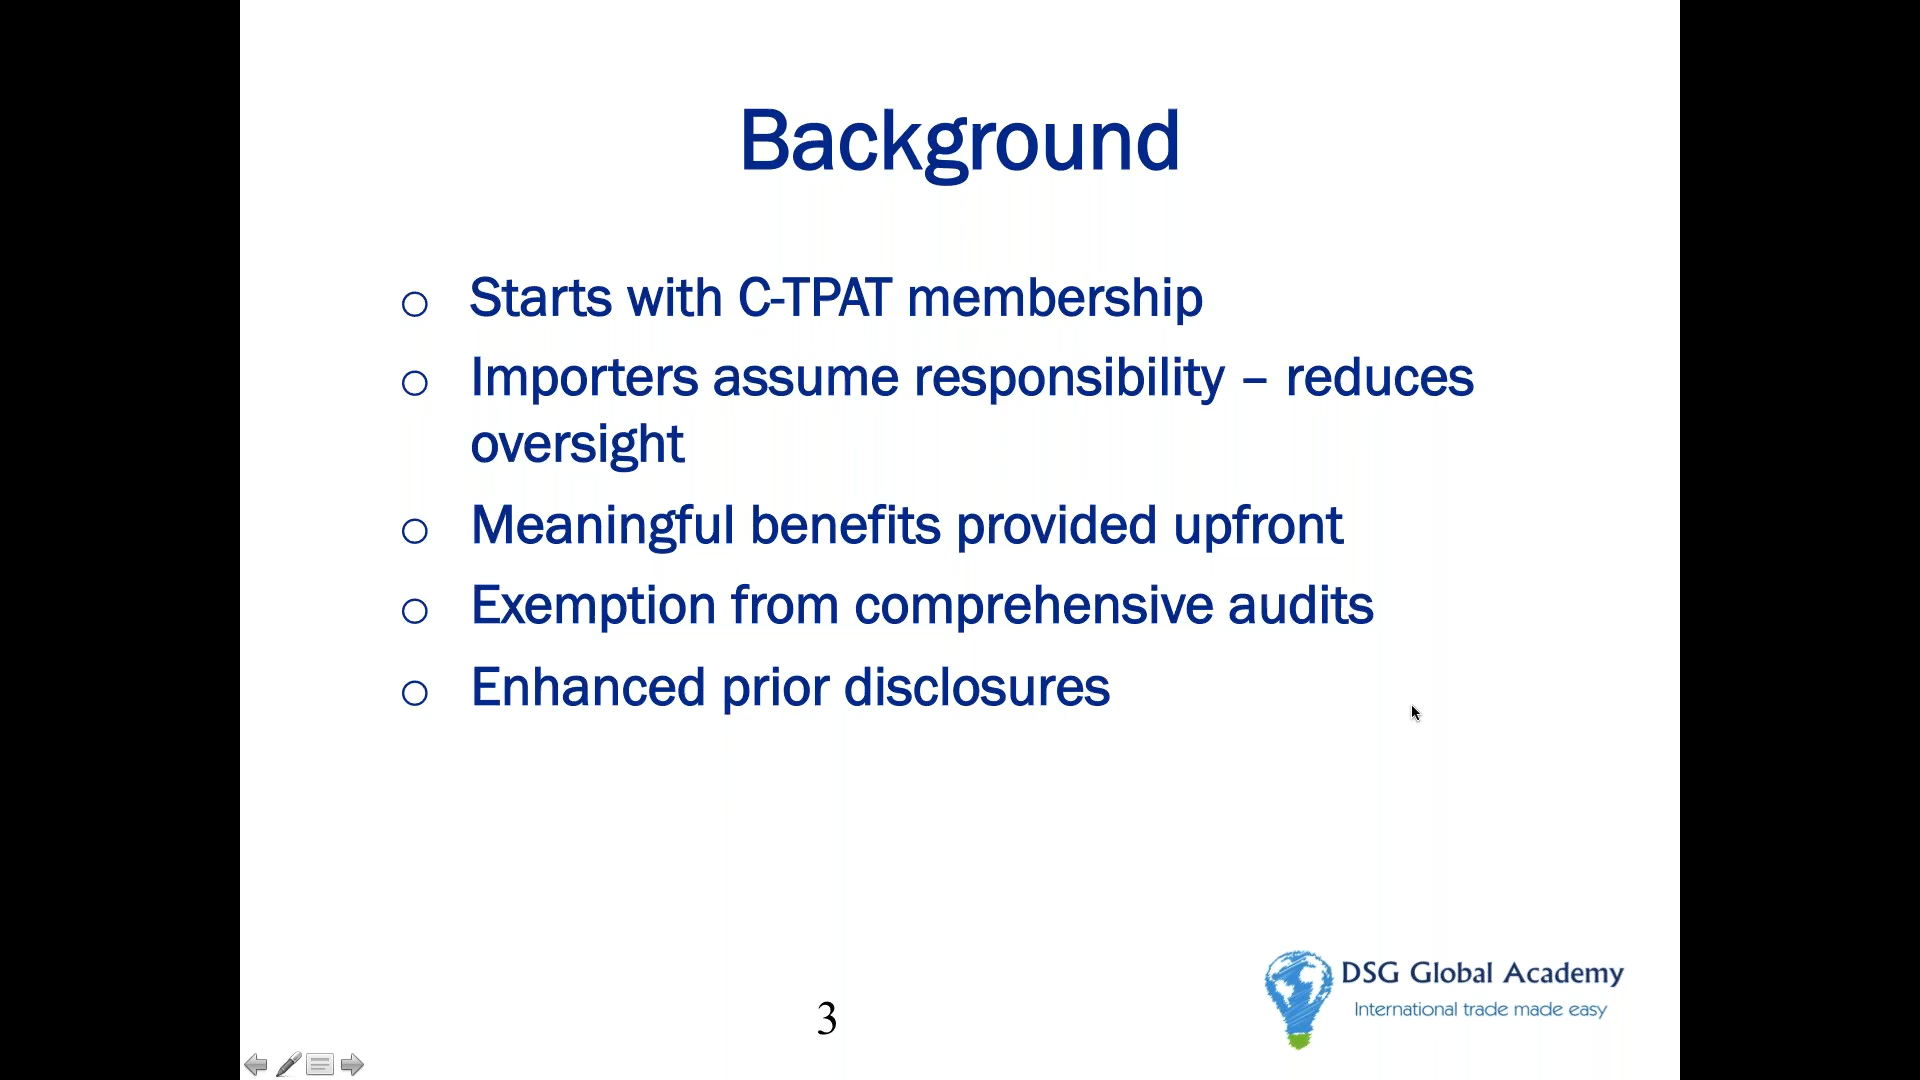 Background
Starts with C-TPAT membership
Importers assume responsibility – reduces
oversight
Meaningful benefits provided upfront
Exemption from comprehensive audits
Enhanced prior disclosures
DSG Global Academy
International trade made easy
3